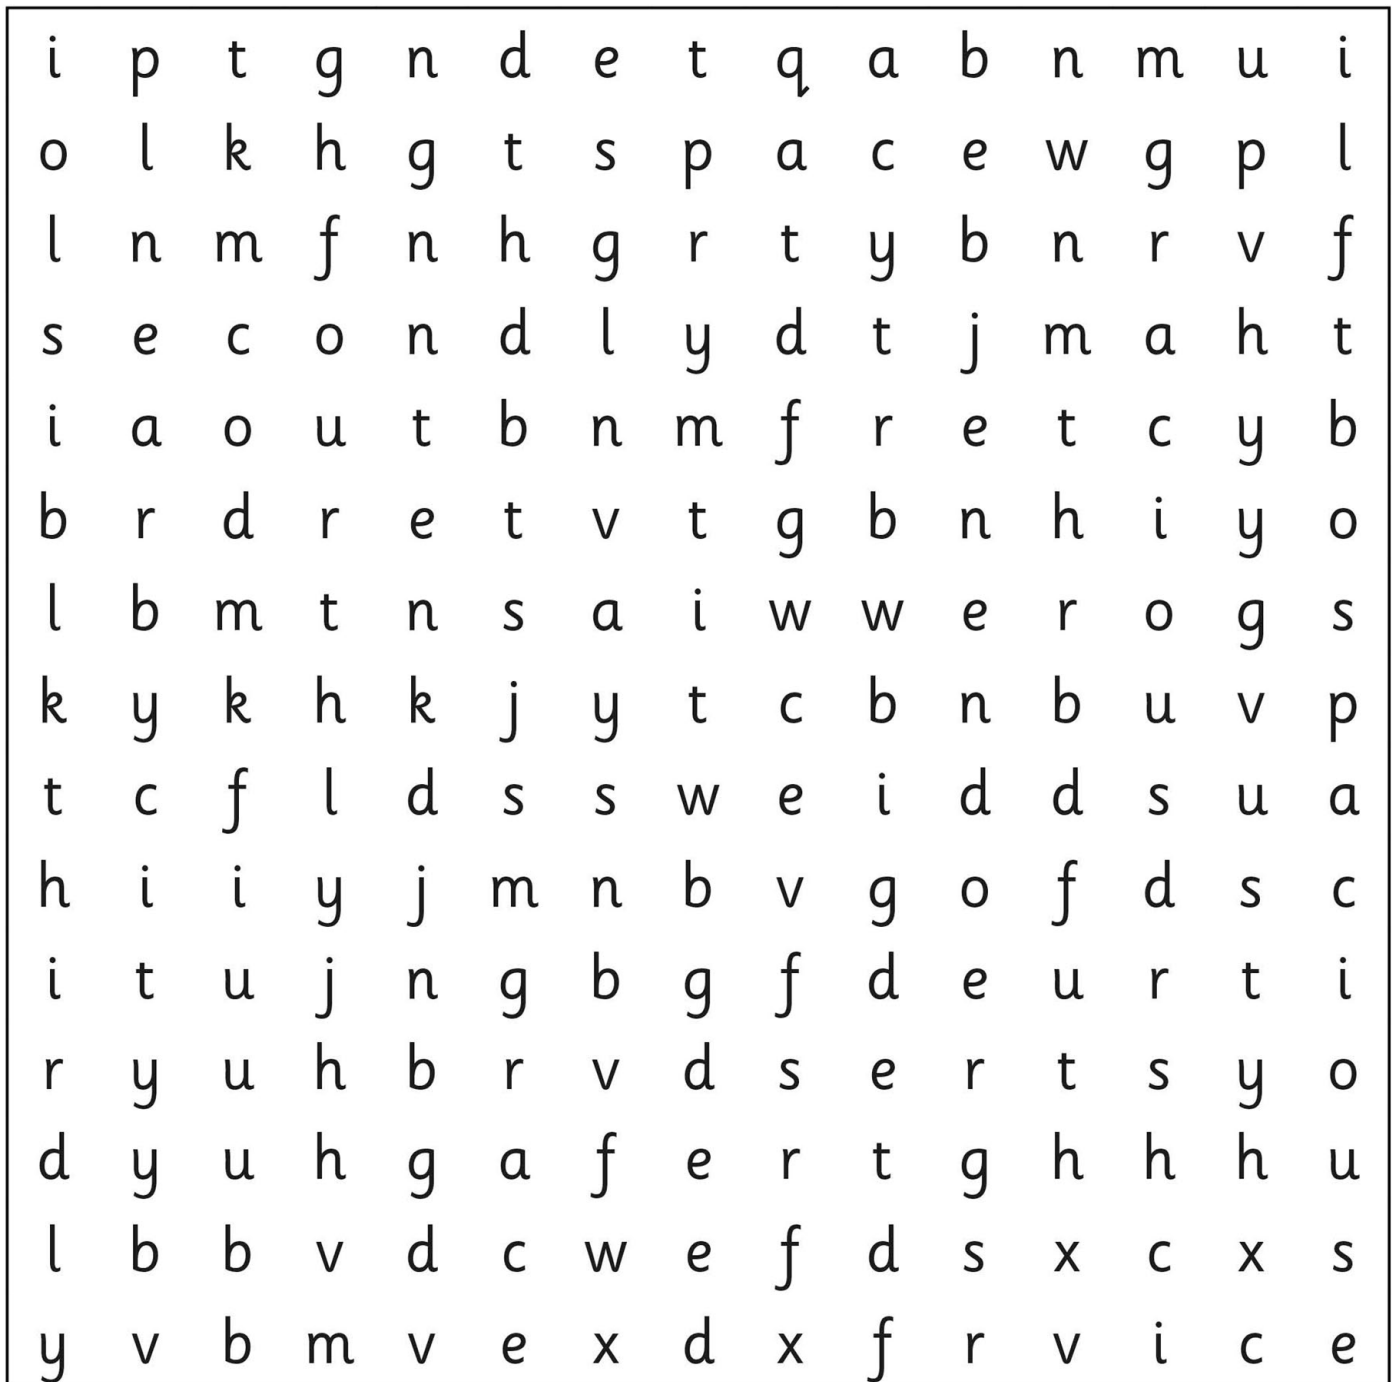 i p t g n d e t q a b n m u i
o l k h g t s p a c e w g p l
l n m f n h g r t y b n r v f
s e c o n d l y d t j m a h t
i a o u t b n m f r e t c y b
b r d r e t v t g b n h i y o
l b m t n s a i w w e r o g s
k y k h k j y t c b n b u v p
t c f l d s s w e i d d s u a
h i i y j m n b v g o f d s c
i t u j n g b g f d e u r t i
r y u h b r v d s e r t s y o
d y u h g a f e r t g h h h u
l b b v d c w e f d s x c x s
y v b m v e x d x f r v i c e